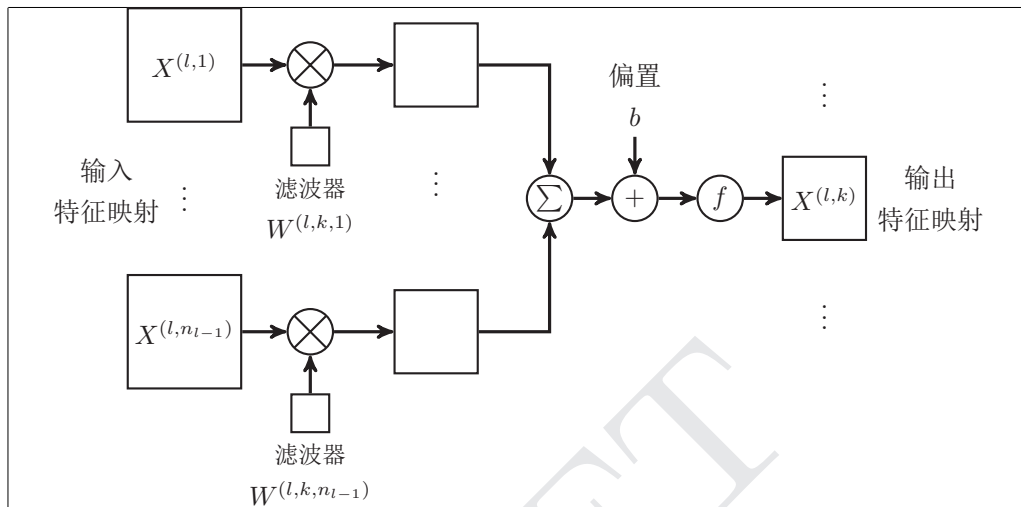 X^{(l,1)}
偏置
b
⋮
输入
特征映射
⋮
滤波器
W^{(l,k,1)}
⋮
∑
+
f
X^{(l,k)}
输出
特征映射
X^{(l,n_{l-1})}
⋮
滤波器
W^{(l,k,n_{l-1})}